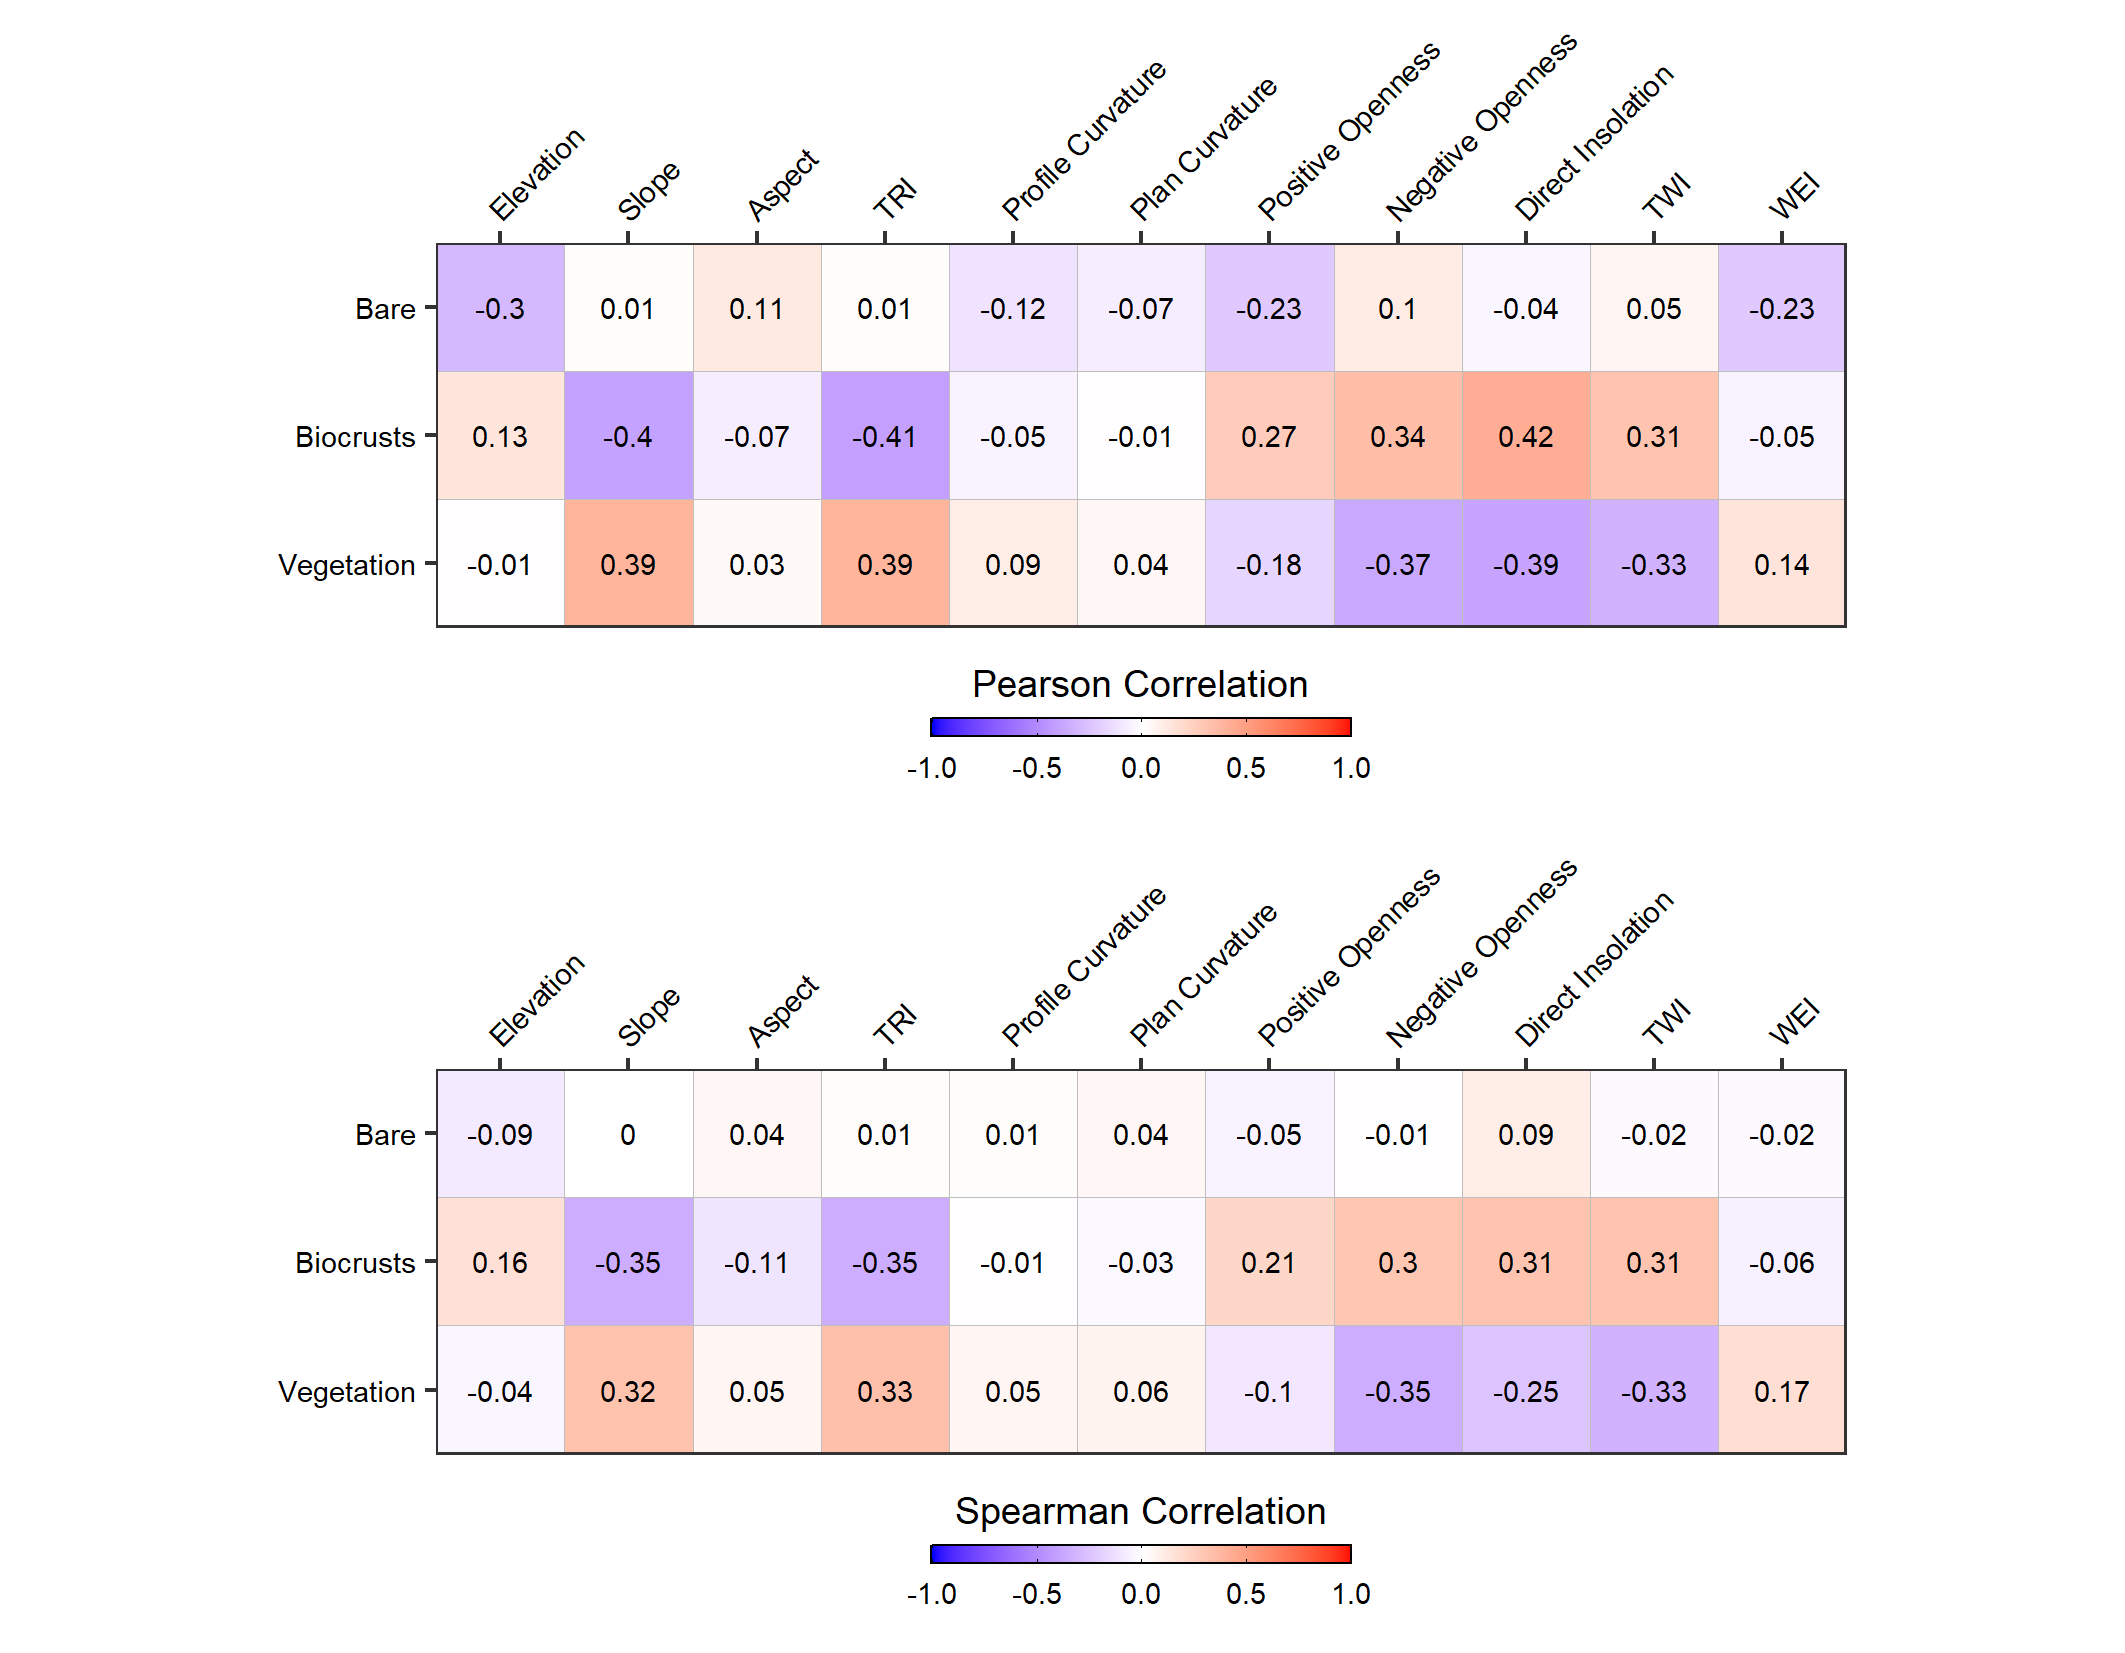 Elevation Slope Aspect TRI Profile Curvature Plan Curvature Positive Openness Negative Openness Direct Insolation TWI WEI
Bare -0.3 0.01 0.11 0.01 -0.12 -0.07 -0.23 0.1 -0.04 0.05 -0.23
Biocrusts 0.13 -0.4 -0.07 -0.41 -0.05 -0.01 0.27 0.34 0.42 0.31 -0.05
Vegetation -0.01 0.39 0.03 0.39 0.09 0.04 -0.18 -0.37 -0.39 -0.33 0.14
Pearson Correlation
-1.0 -0.5 0.0 0.5 1.0
Elevation Slope Aspect TRI Profile Curvature Plan Curvature Positive Openness Negative Openness Direct Insolation TWI WEI
Bare -0.09 0 0.04 0.01 0.01 0.04 -0.05 -0.01 0.09 -0.02 -0.02
Biocrusts 0.16 -0.35 -0.11 -0.35 -0.01 -0.03 0.21 0.3 0.31 0.31 -0.06
Vegetation -0.04 0.32 0.05 0.33 0.05 0.06 -0.1 -0.35 -0.25 -0.33 0.17
Spearman Correlation
-1.0 -0.5 0.0 0.5 1.0